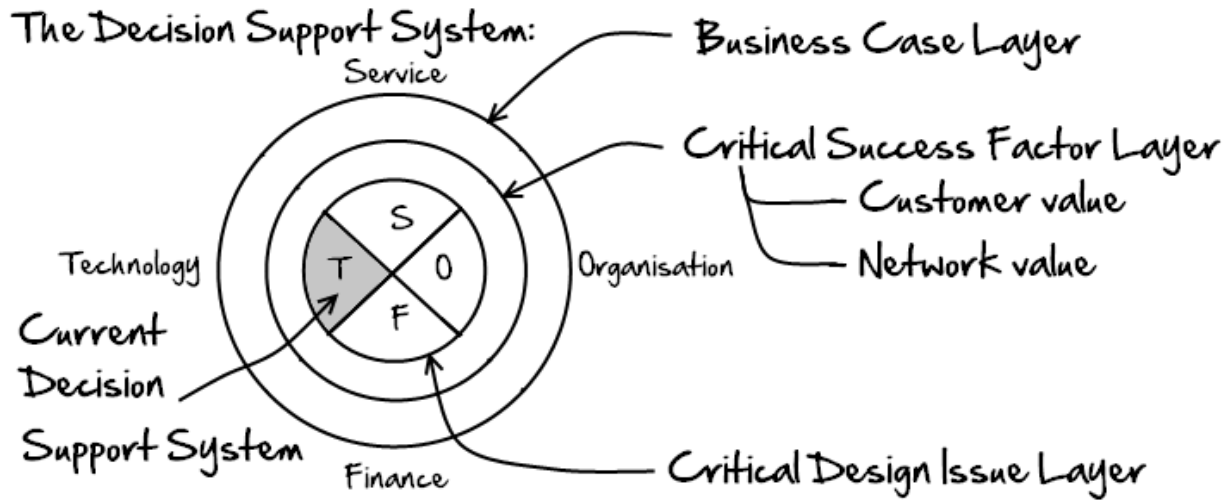 The Decision Support System:
Business Case Layer
Service
Critical Success Factor Layer
Customer value
S
Technology
T
O
Organisation
Network value
F
Current
Decision
Support System
Finance
Critical Design Issue Layer